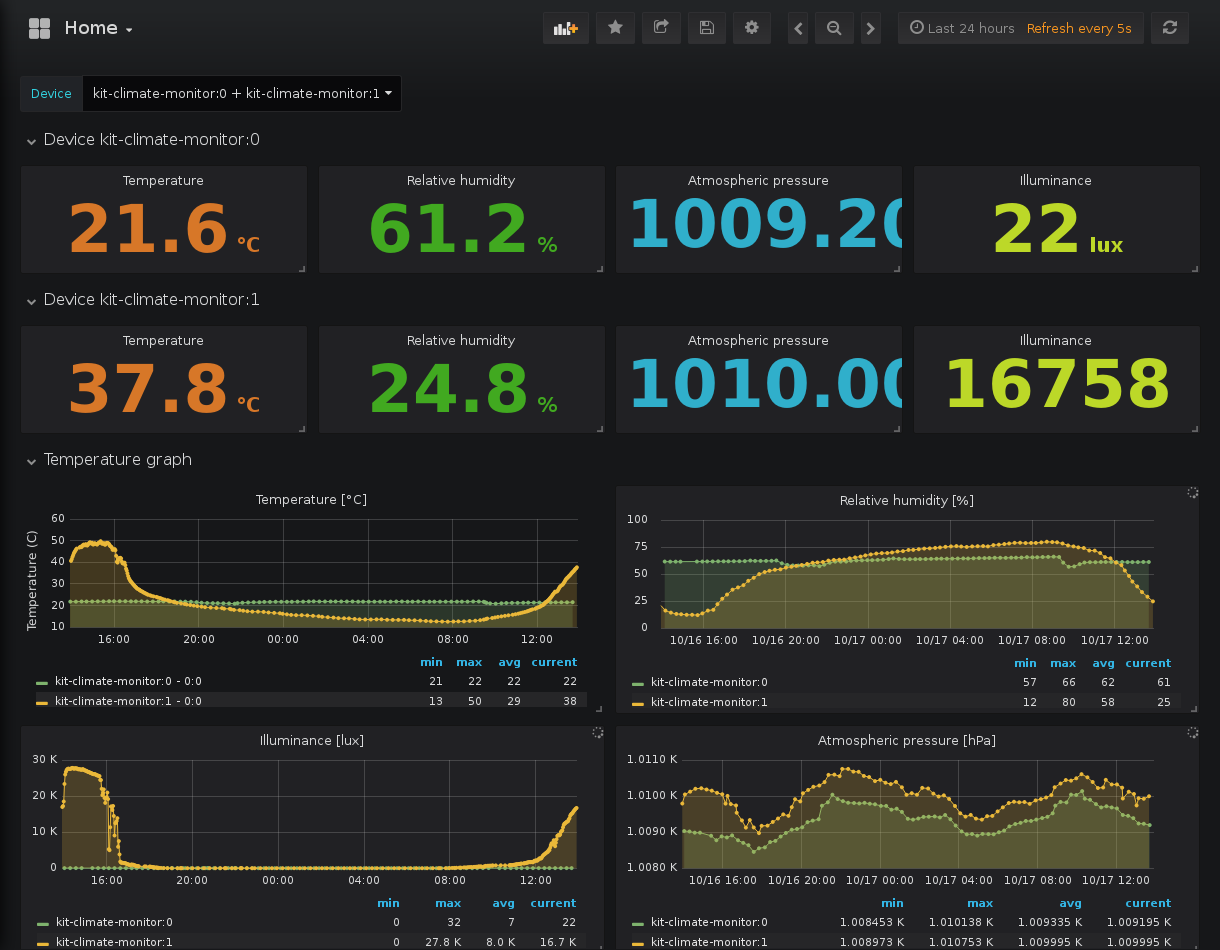 Home
Last 24 hours Refresh every 5s
Device kit-climate-monitor:0 + kit-climate-monitor:1
Device kit-climate-monitor:0
Temperature Relative humidity Atmospheric pressure Illuminance
21.6 °C 61.2 % 1009.20 22 lux
Device kit-climate-monitor:1
Temperature Relative humidity Atmospheric pressure Illuminance
37.8 °C 24.8 % 1010.00 16758
Temperature graph
Temperature [°C]
Temperature (C)
60
50
40
30
20
10
16:00 20:00 00:00 04:00 08:00 12:00
min max avg current
kit-climate-monitor:0 - 0:0 21 22 22 22
kit-climate-monitor:1 - 0:0 13 50 29 38
Relative humidity [%]
100
75
50
25
0
10/16 16:00 10/16 20:00 10/17 00:00 10/17 04:00 10/17 08:00 10/17 12:00
min max avg current
kit-climate-monitor:0 57 66 62 61
kit-climate-monitor:1 12 80 58 25
Illuminance [lux]
30 K
20 K
10 K
0
16:00 20:00 00:00 04:00 08:00 12:00
min max avg current
kit-climate-monitor:0 0 32 7 22
kit-climate-monitor:1 0 27.8 K 8.0 K 16.7 K
Atmospheric pressure [hPa]
1.0110 K
1.0100 K
1.0090 K
1.0080 K
10/16 16:00 10/16 20:00 10/17 00:00 10/17 04:00 10/17 08:00 10/17 12:00
min max avg current
kit-climate-monitor:0 1.008453 K 1.010138 K 1.009335 K 1.009195 K
kit-climate-monitor:1 1.008973 K 1.010753 K 1.009995 K 1.009995 K